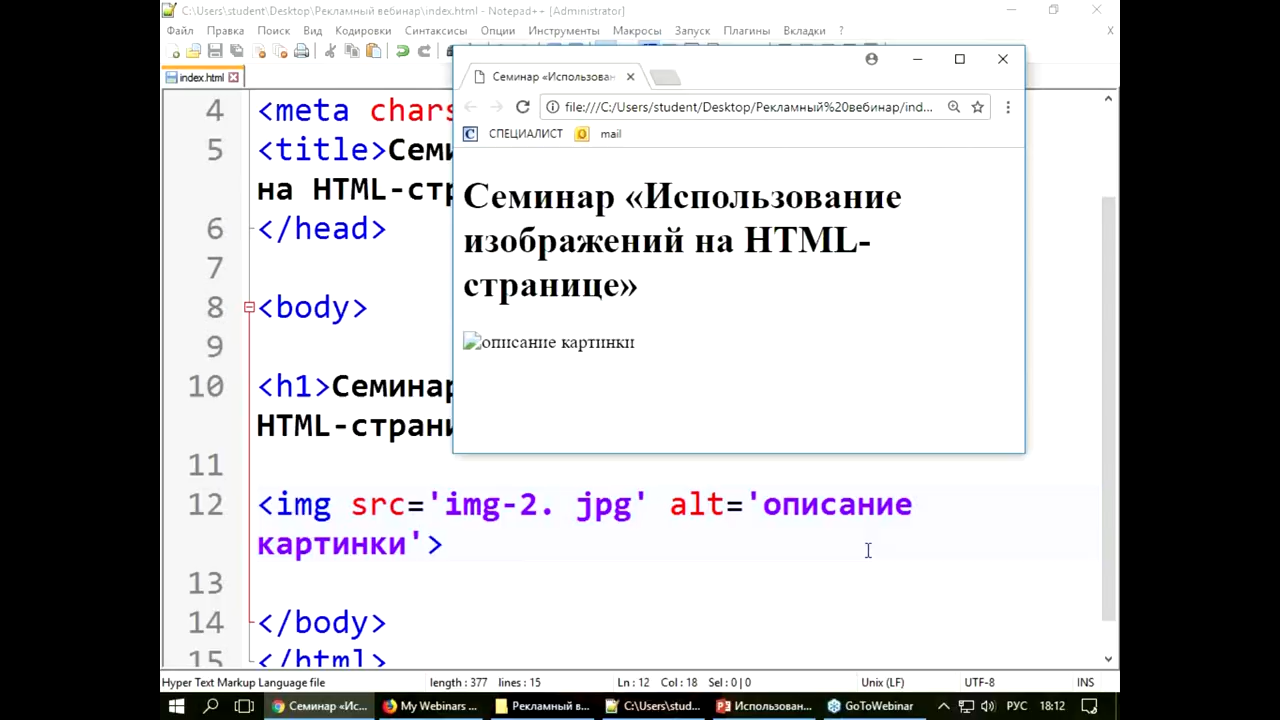 C:\Users\student\Desktop\Рекламный вебинар\index.html - Notepad++ [Administrator]
Файл Правка Поиск Вид Кодировки Синтаксисы Опции Инструменты Макросы Запуск Плагины Вкладки ? X
index.html
Семинар «Использован
file:///C:/Users/student/Desktop/Рекламный%20вебинар/ind...
СПЕЦИАЛИСТ mail
Семинар «Использование
изображений на HTML-
странице»
описание картинки
4 <meta chars
5 <title>Семи
на HTML-стр
6 </head>
7
8 <body>
9
10 <h1>Семинар
HTML-страни
11
12 <img src='img-2. jpg' alt='описание
картинки'>
13
14 </body>
15 </html>
Hyper Text Markup Language file length : 377 lines : 15 Ln : 12 Col : 18 Sel : 0 | 0 Unix (LF) UTF-8 INS
Семинар «Ис... My Webinars ... Рекламный в... C:\Users\stud... Использован... GoToWebinar РУС 18:12